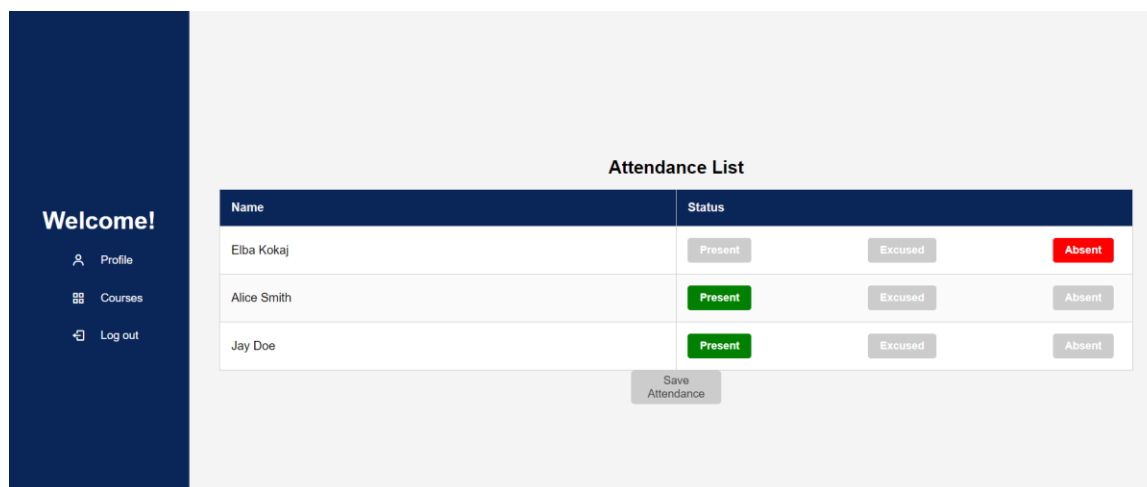 Welcome!
Profile
Courses
Log out
Attendance List
Name Status
Elba Kokaj Present Excused Absent
Alice Smith Present Excused Absent
Jay Doe Present Excused Absent
Save
Attendance